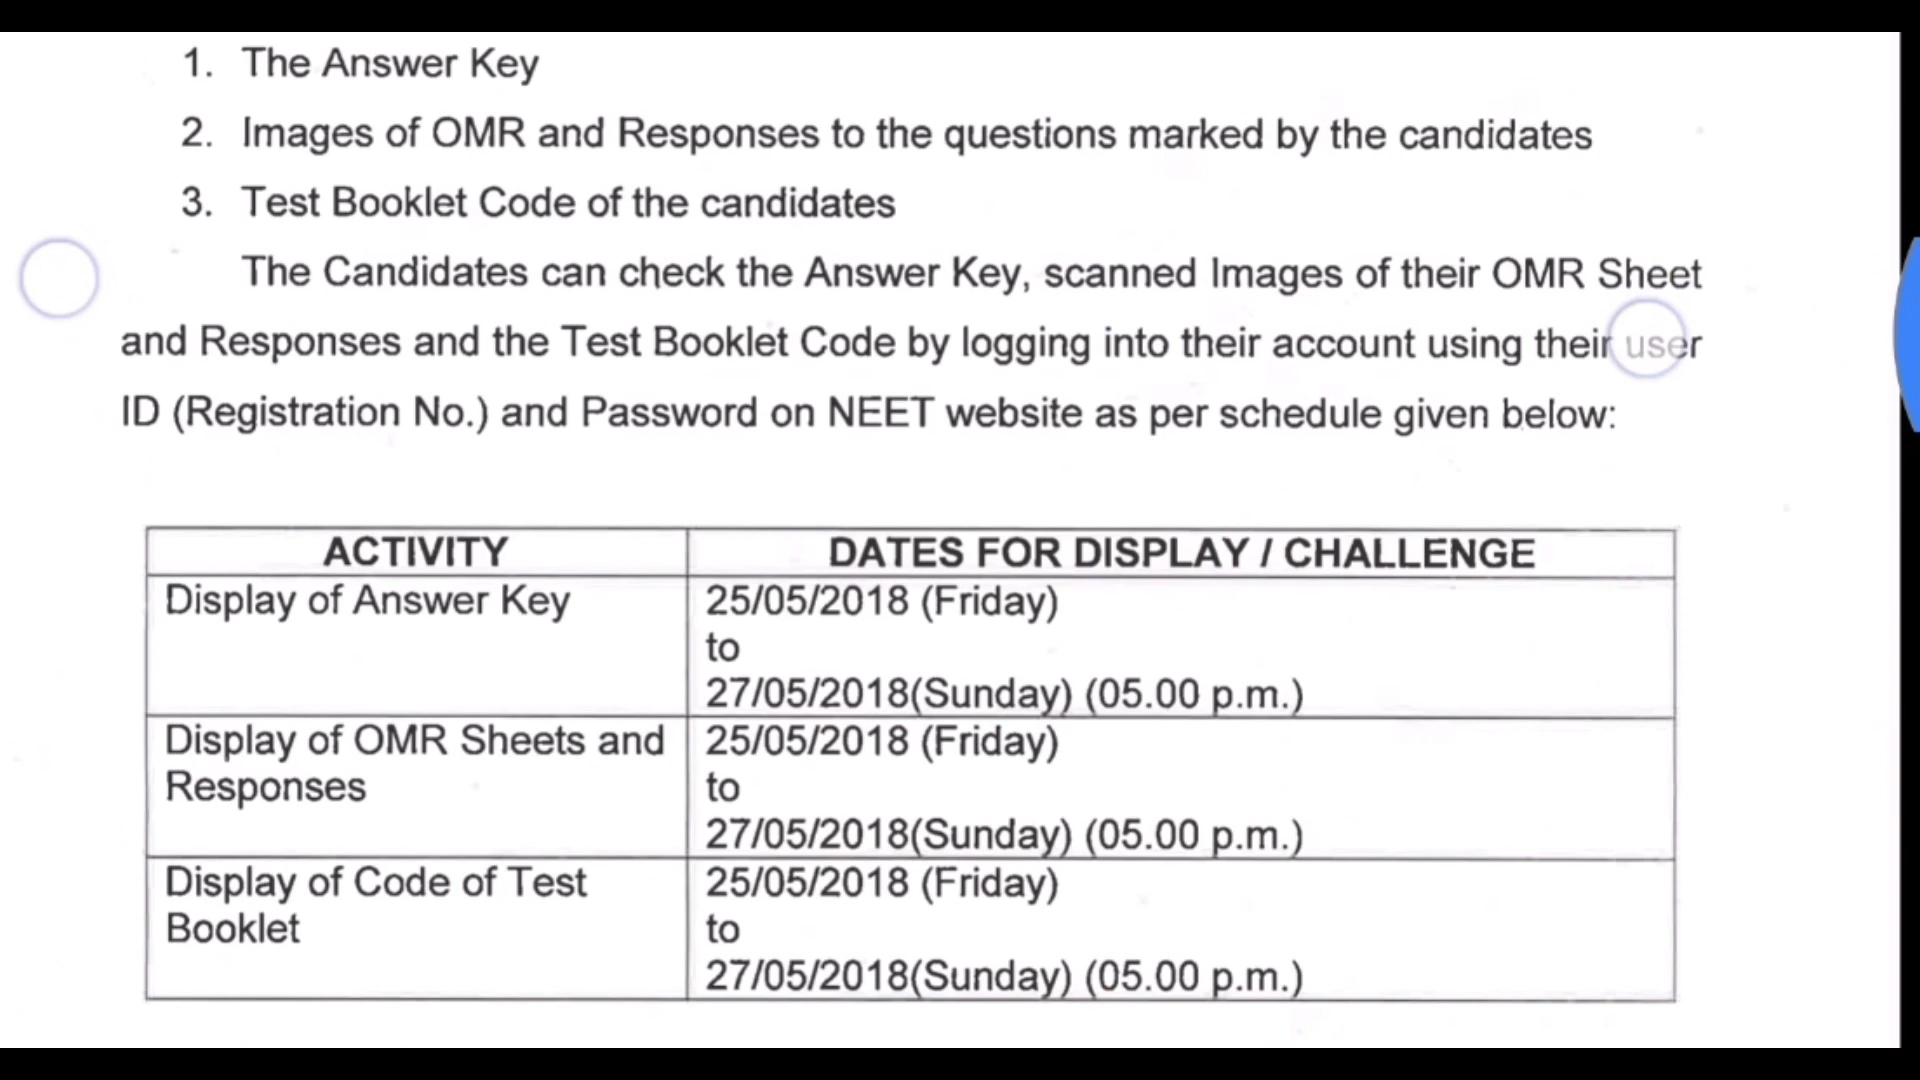 1. The Answer Key
2. Images of OMR and Responses to the questions marked by the candidates
3. Test Booklet Code of the candidates
The Candidates can check the Answer Key, scanned Images of their OMR Sheet
and Responses and the Test Booklet Code by logging into their account using their user
ID (Registration No.) and Password on NEET website as per schedule given below:
ACTIVITY DATES FOR DISPLAY / CHALLENGE
Display of Answer Key 25/05/2018 (Friday)
to
27/05/2018(Sunday) (05.00 p.m.)
Display of OMR Sheets and 25/05/2018 (Friday)
Responses to
27/05/2018(Sunday) (05.00 p.m.)
Display of Code of Test 25/05/2018 (Friday)
Booklet to
27/05/2018(Sunday) (05.00 p.m.)